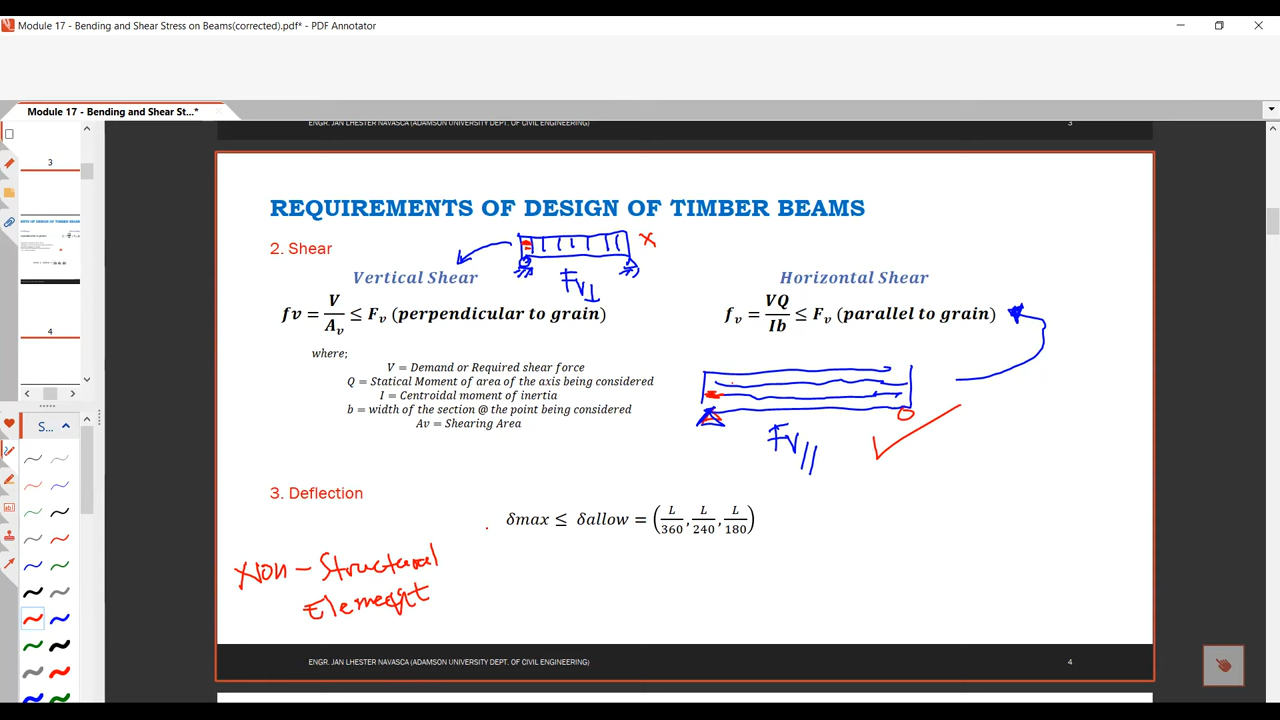 Module 17 - Bending and Shear Stress on Beams(corrected).pdf* - PDF Annotator
Module 17 - Bending and Shear St...*
ENGR. JAN LHESTER NAVASCA (ADAMSON UNIVERSITY DEPT. OF CIVIL ENGINEERING) 3
3
REQUIREMENTS OF DESIGN OF TIMBER BEAMS
2. Shear
X
Vertical Shear
Fv⊥
Horizontal Shear
fv = V/Av ≤ Fv (perpendicular to grain)
fv = VQ/Ib ≤ Fv (parallel to grain)
where;
V = Demand or Required shear force
Q = Statical Moment of area of the axis being considered
I = Centroidal moment of inertia
b = width of the section @ the point being considered
Av = Shearing Area
Fv//
3. Deflection
δmax ≤ δallow = (L/360, L/240, L/180)
Non - Structural
Element
ENGR. JAN LHESTER NAVASCA (ADAMSON UNIVERSITY DEPT. OF CIVIL ENGINEERING) 4
4
S...